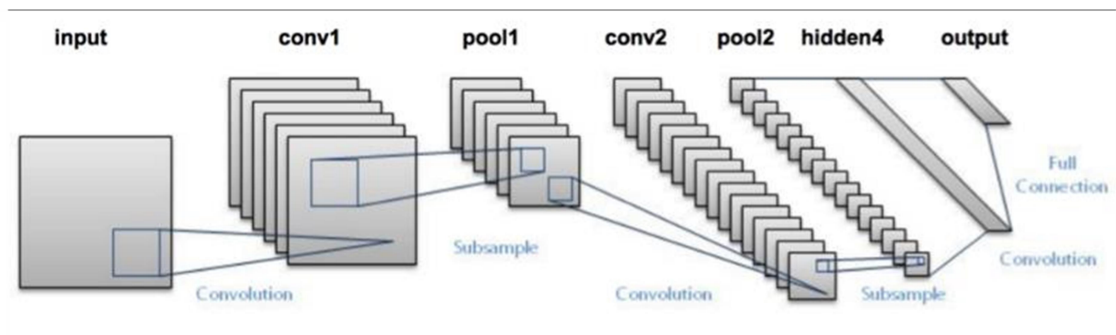 input conv1 pool1 conv2 pool2 hidden4 output
Full
Connection
Subsample
Convolution
Convolution Convolution Subsample